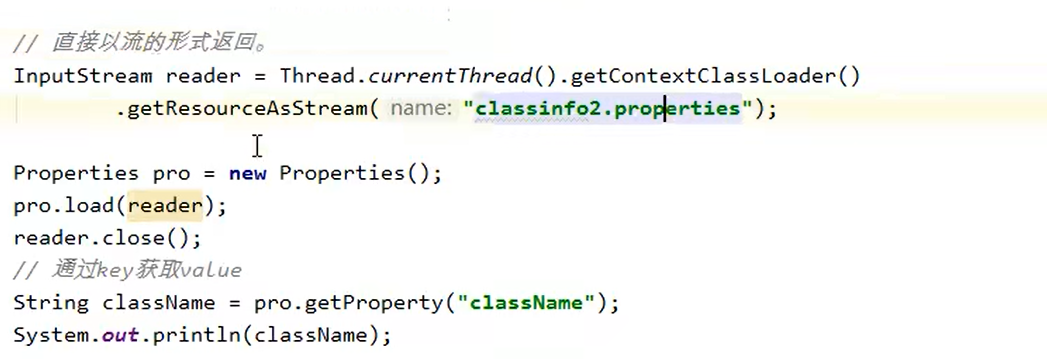 // 直接以流的形式返回。
InputStream reader = Thread.currentThread().getContextClassLoader()
.getResourceAsStream( name: "classinfo2.properties");
Properties pro = new Properties();
pro.load(reader);
reader.close();
// 通过key获取value
String className = pro.getProperty("className");
System.out.println(className);